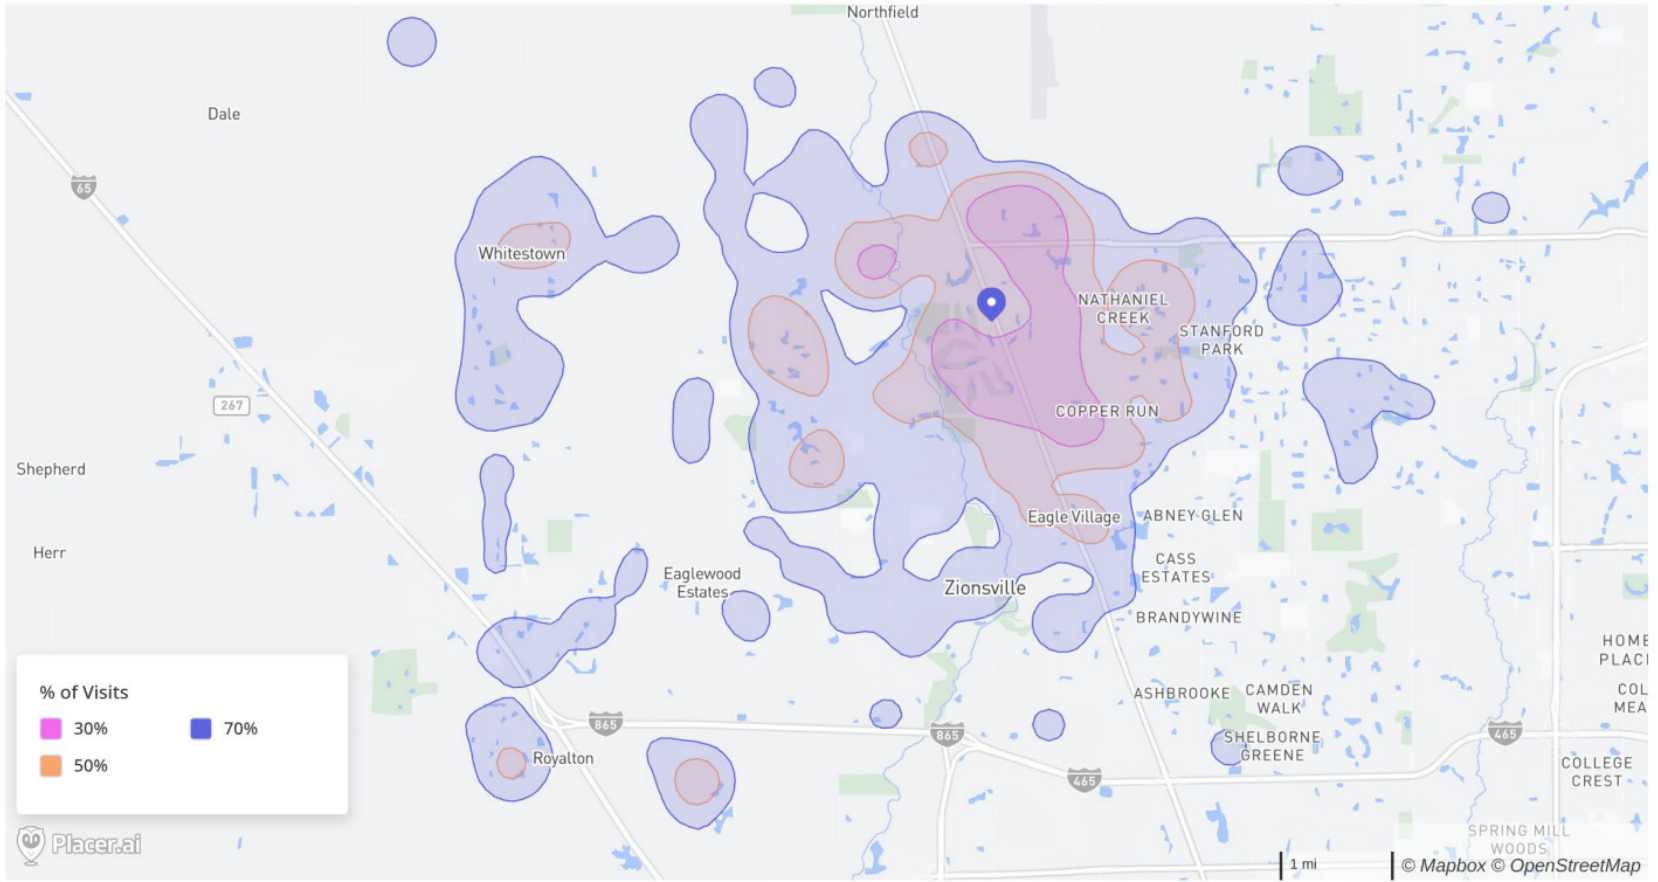 Northfield
Dale
65
Whitestown
NATHANIEL
CREEK
STANFORD
PARK
267
COPPER RUN
Shepherd
Eagle Village
ABNEY GLEN
Herr
CASS
ESTATES
Eaglewood
Estates
Zionsville
BRANDYWINE
HOME
PLACE
% of Visits
30%
70%
50%
ASHBROOKE
CAMDEN
WALK
COL
MEA
865
865
465
SHELBORNE
GREENE
Royalton
465
COLLEGE
CREST
Placer.ai
SPRING MILL
WOODS
1 mi
© Mapbox © OpenStreetMap